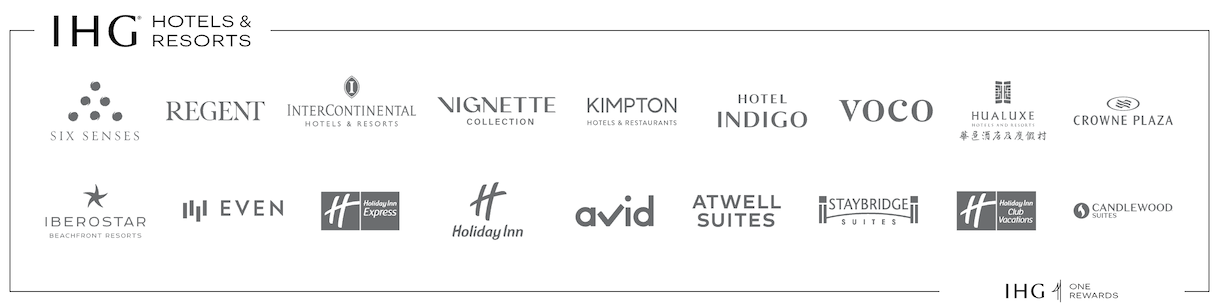 IHG® HOTELS &
RESORTS
SIX SENSES
REGENT
INTERCONTINENTAL
HOTELS & RESORTS
VIGNETTE
COLLECTION
KIMPTON
HOTELS & RESTAURANTS
HOTEL
INDIGO
VOCO
HUALUXE
HOTELS AND RESORTS
華邑酒店及度假村
CROWNE PLAZA
IBEROSTAR
BEACHFRONT RESORTS
EVEN
H Holiday Inn
Express
H
Holiday Inn
avid
ATWELL
SUITES
STAYBRIDGE
SUITES
H Holiday Inn
Club
Vacations
CANDLEWOOD
SUITES
IHG ONE
REWARDS